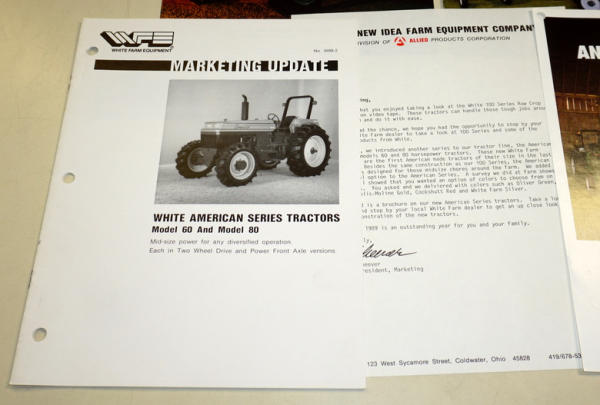 WFE
WHITE FARM EQUIPMENT
No.
MARKETING UPDATE
WHITE AMERICAN SERIES TRACTORS
Model 60 And Model 80
Mid-size power for any diversified operation.
Each in Two Wheel Drive and Power Front Axle versions
NEW IDEA FARM EQUIPMENT COMPAN
DIVISION OF ALLIED PRODUCTS CORPORATION
ing,
that you enjoyed taking a look at the White 100 Series Row Crop
on video tape. These tractors can handle those tough jobs arou
and do it with ease.
had the chance, we hope you had the opportunity to stop by your
ite Farm dealer to take a look at 100 Series and some of the
oducts from White.
, we introduced another series to our tractor line, the American
models 60 and 80 horsepower tractors. These new White Farm
are the first American made tractors of their size in the last
Besides the same construction as our 100 Series, the American
designed for those midsize chores around the farm. We added
option to the American Series. A survey we did at farm shows
l showed that you wanted an option of colors to choose from on
. You asked and we delivered with colors such as Oliver Green,
lis-Moline Gold, Cockshutt Red and White Farm Silver.
d is a brochure on our new American Series tractors. Take a lo
nd stop by your local White Farm dealer to get an up close look
onstration of the new tractors.
1989 is an outstanding year for you and your Family.
ly,
eever
resident, Marketing
123 West Sycamore Street, Coldwater, Ohio 45828 419/678-53
AN